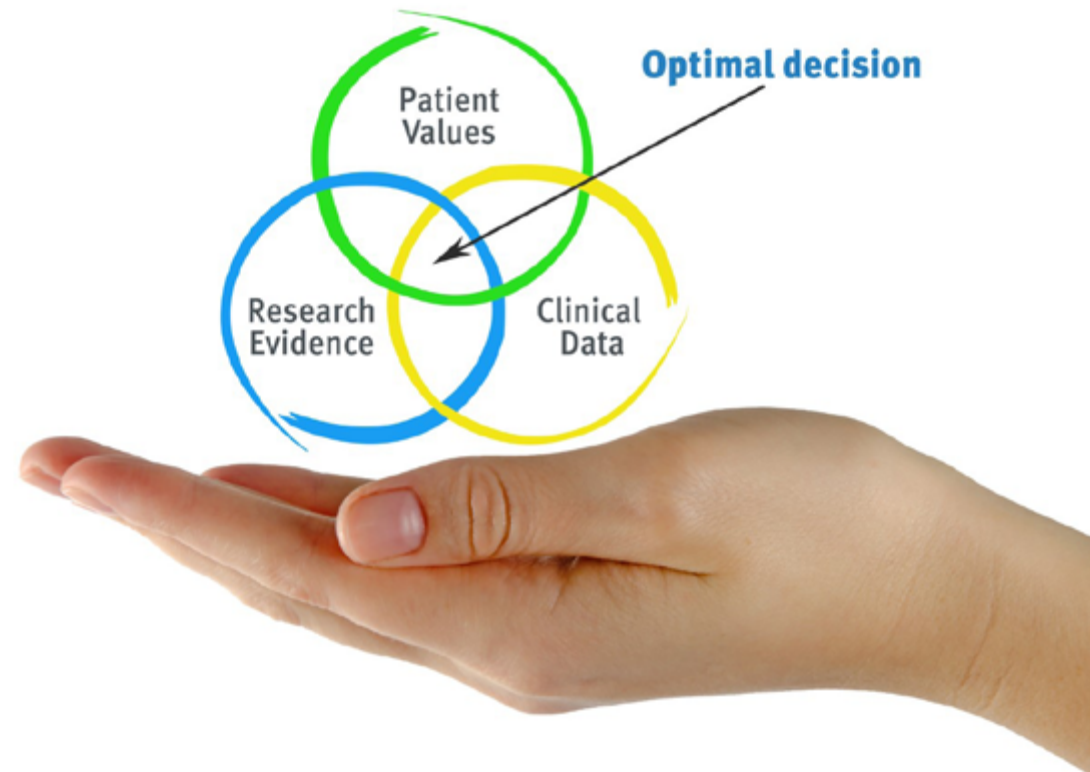 Optimal decision
Patient
Values
Research
Evidence
Clinical
Data